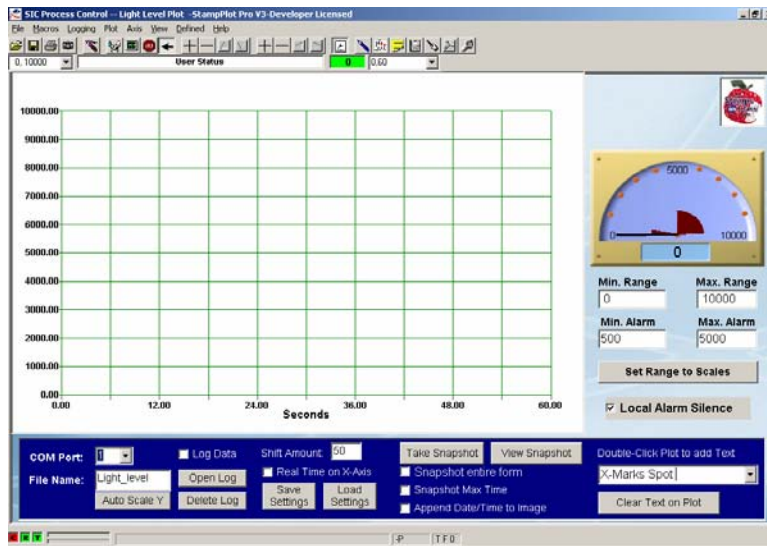 SIC Process Control -- Light Level Plot -StampPlot Pro V3-Developer Licensed
File Macros Logging Plot Axis View Defined Help
0, 10000 User Status 0 0,60
10000.00
9000.00
8000.00
7000.00
6000.00
5000.00
4000.00
3000.00
2000.00
1000.00
0.00
0.00 12.00 24.00 36.00 48.00 60.00
Seconds
5000
0 10000
0
Min. Range Max. Range
0 10000
Min. Alarm Max. Alarm
500 5000
Set Range to Scales
Local Alarm Silence
COM Port: 1 Log Data Shift Amount: 50 Take Snapshot View Snapshot Double-Click Plot to add Text
File Name: Light_level Open Log Real Time on X-Axis Snapshot entire form X-Marks Spot
Auto Scale Y Delete Log Save Settings Load Settings Snapshot Max Time Clear Text on Plot
Append Date/Time to Image
-P T F 0